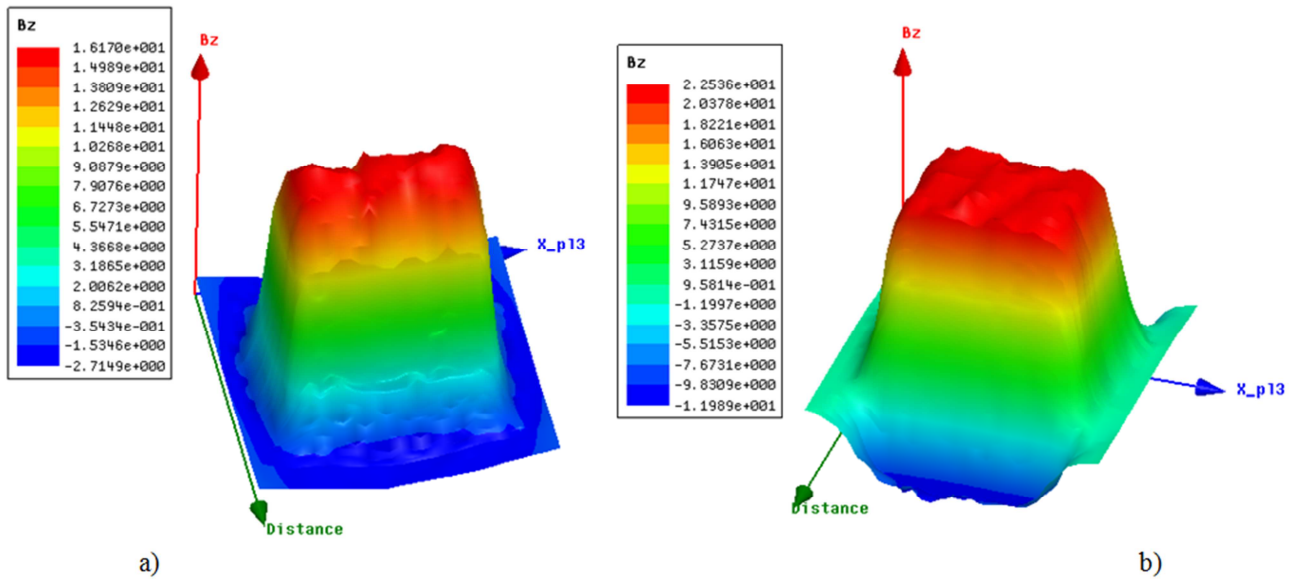 Bz
1.6170e+001
1.4989e+001
1.3809e+001
1.2629e+001
1.1448e+001
1.0268e+001
9.0879e+000
7.9076e+000
6.7273e+000
5.5471e+000
4.3668e+000
3.1865e+000
2.0062e+000
8.2594e-001
-3.5434e-001
-1.5346e+000
-2.7149e+000
Bz
X_pl3
Distance
a)
Bz
2.2536e+001
2.0378e+001
1.8221e+001
1.6063e+001
1.3905e+001
1.1747e+001
9.5893e+000
7.4315e+000
5.2737e+000
3.1159e+000
9.5814e-001
-1.1997e+000
-3.3575e+000
-5.5153e+000
-7.6731e+000
-9.8309e+000
-1.1989e+001
Bz
X_pl3
Distance
b)